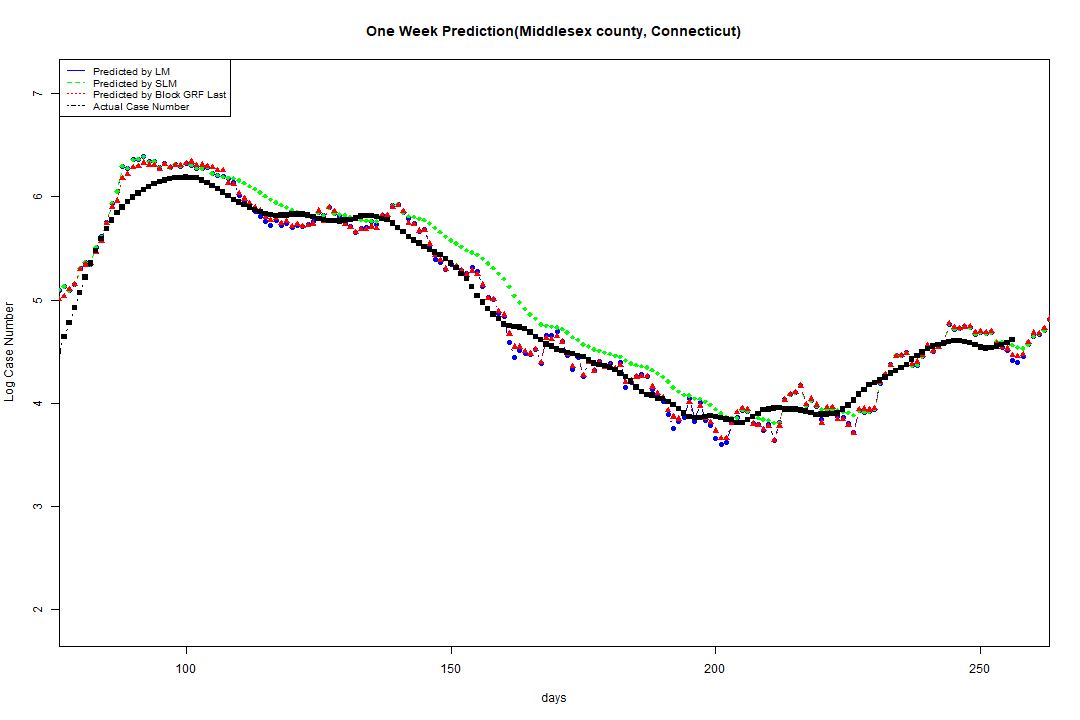 One Week Prediction(Middlesex county, Connecticut)
Predicted by LM
Predicted by SLM
Predicted by Block GRF Last
Actual Case Number
7
6
5
4
3
2
Log Case Number
100 150 200 250
days